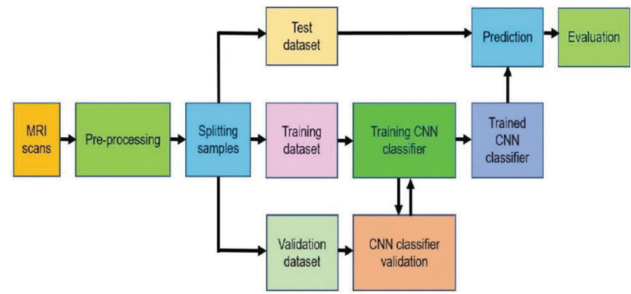 Test
dataset
Prediction
Evaluation
MRI
scans
Pre-processing
Splitting
samples
Training
dataset
Training CNN
classifier
Trained
CNN
classifier
Validation
dataset
CNN classifier
validation